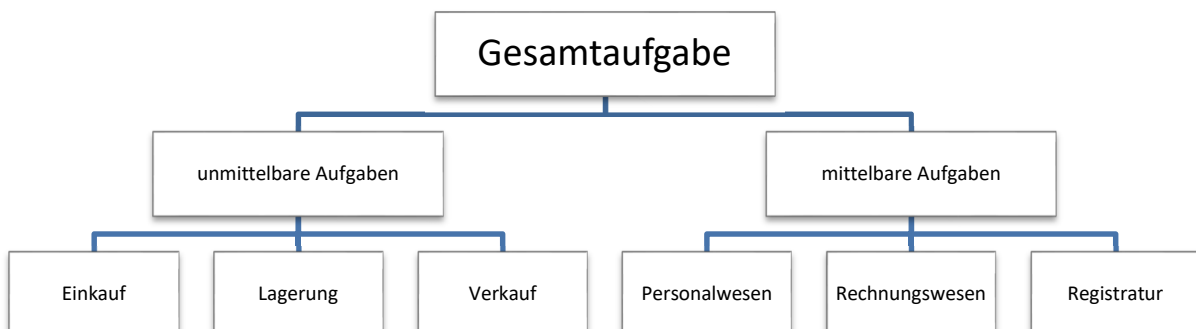 Gesamtaufgabe
unmittelbare Aufgaben
mittelbare Aufgaben
Einkauf
Lagerung
Verkauf
Personalwesen
Rechnungswesen
Registratur